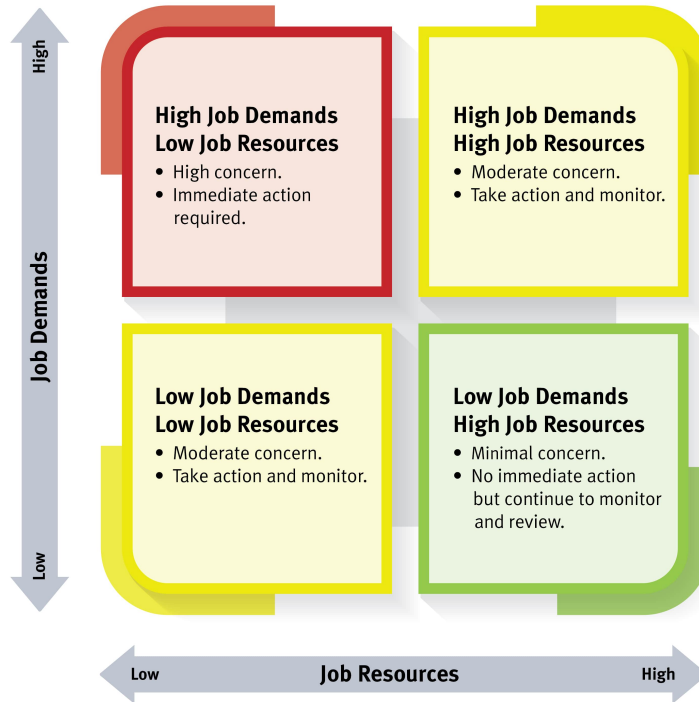 High
Job Demands
Low
High Job Demands
Low Job Resources
• High concern.
• Immediate action
required.
High Job Demands
High Job Resources
• Moderate concern.
• Take action and monitor.
Low Job Demands
Low Job Resources
• Moderate concern.
• Take action and monitor.
Low Job Demands
High Job Resources
• Minimal concern.
• No immediate action
but continue to monitor
and review.
Low
Job Resources
High